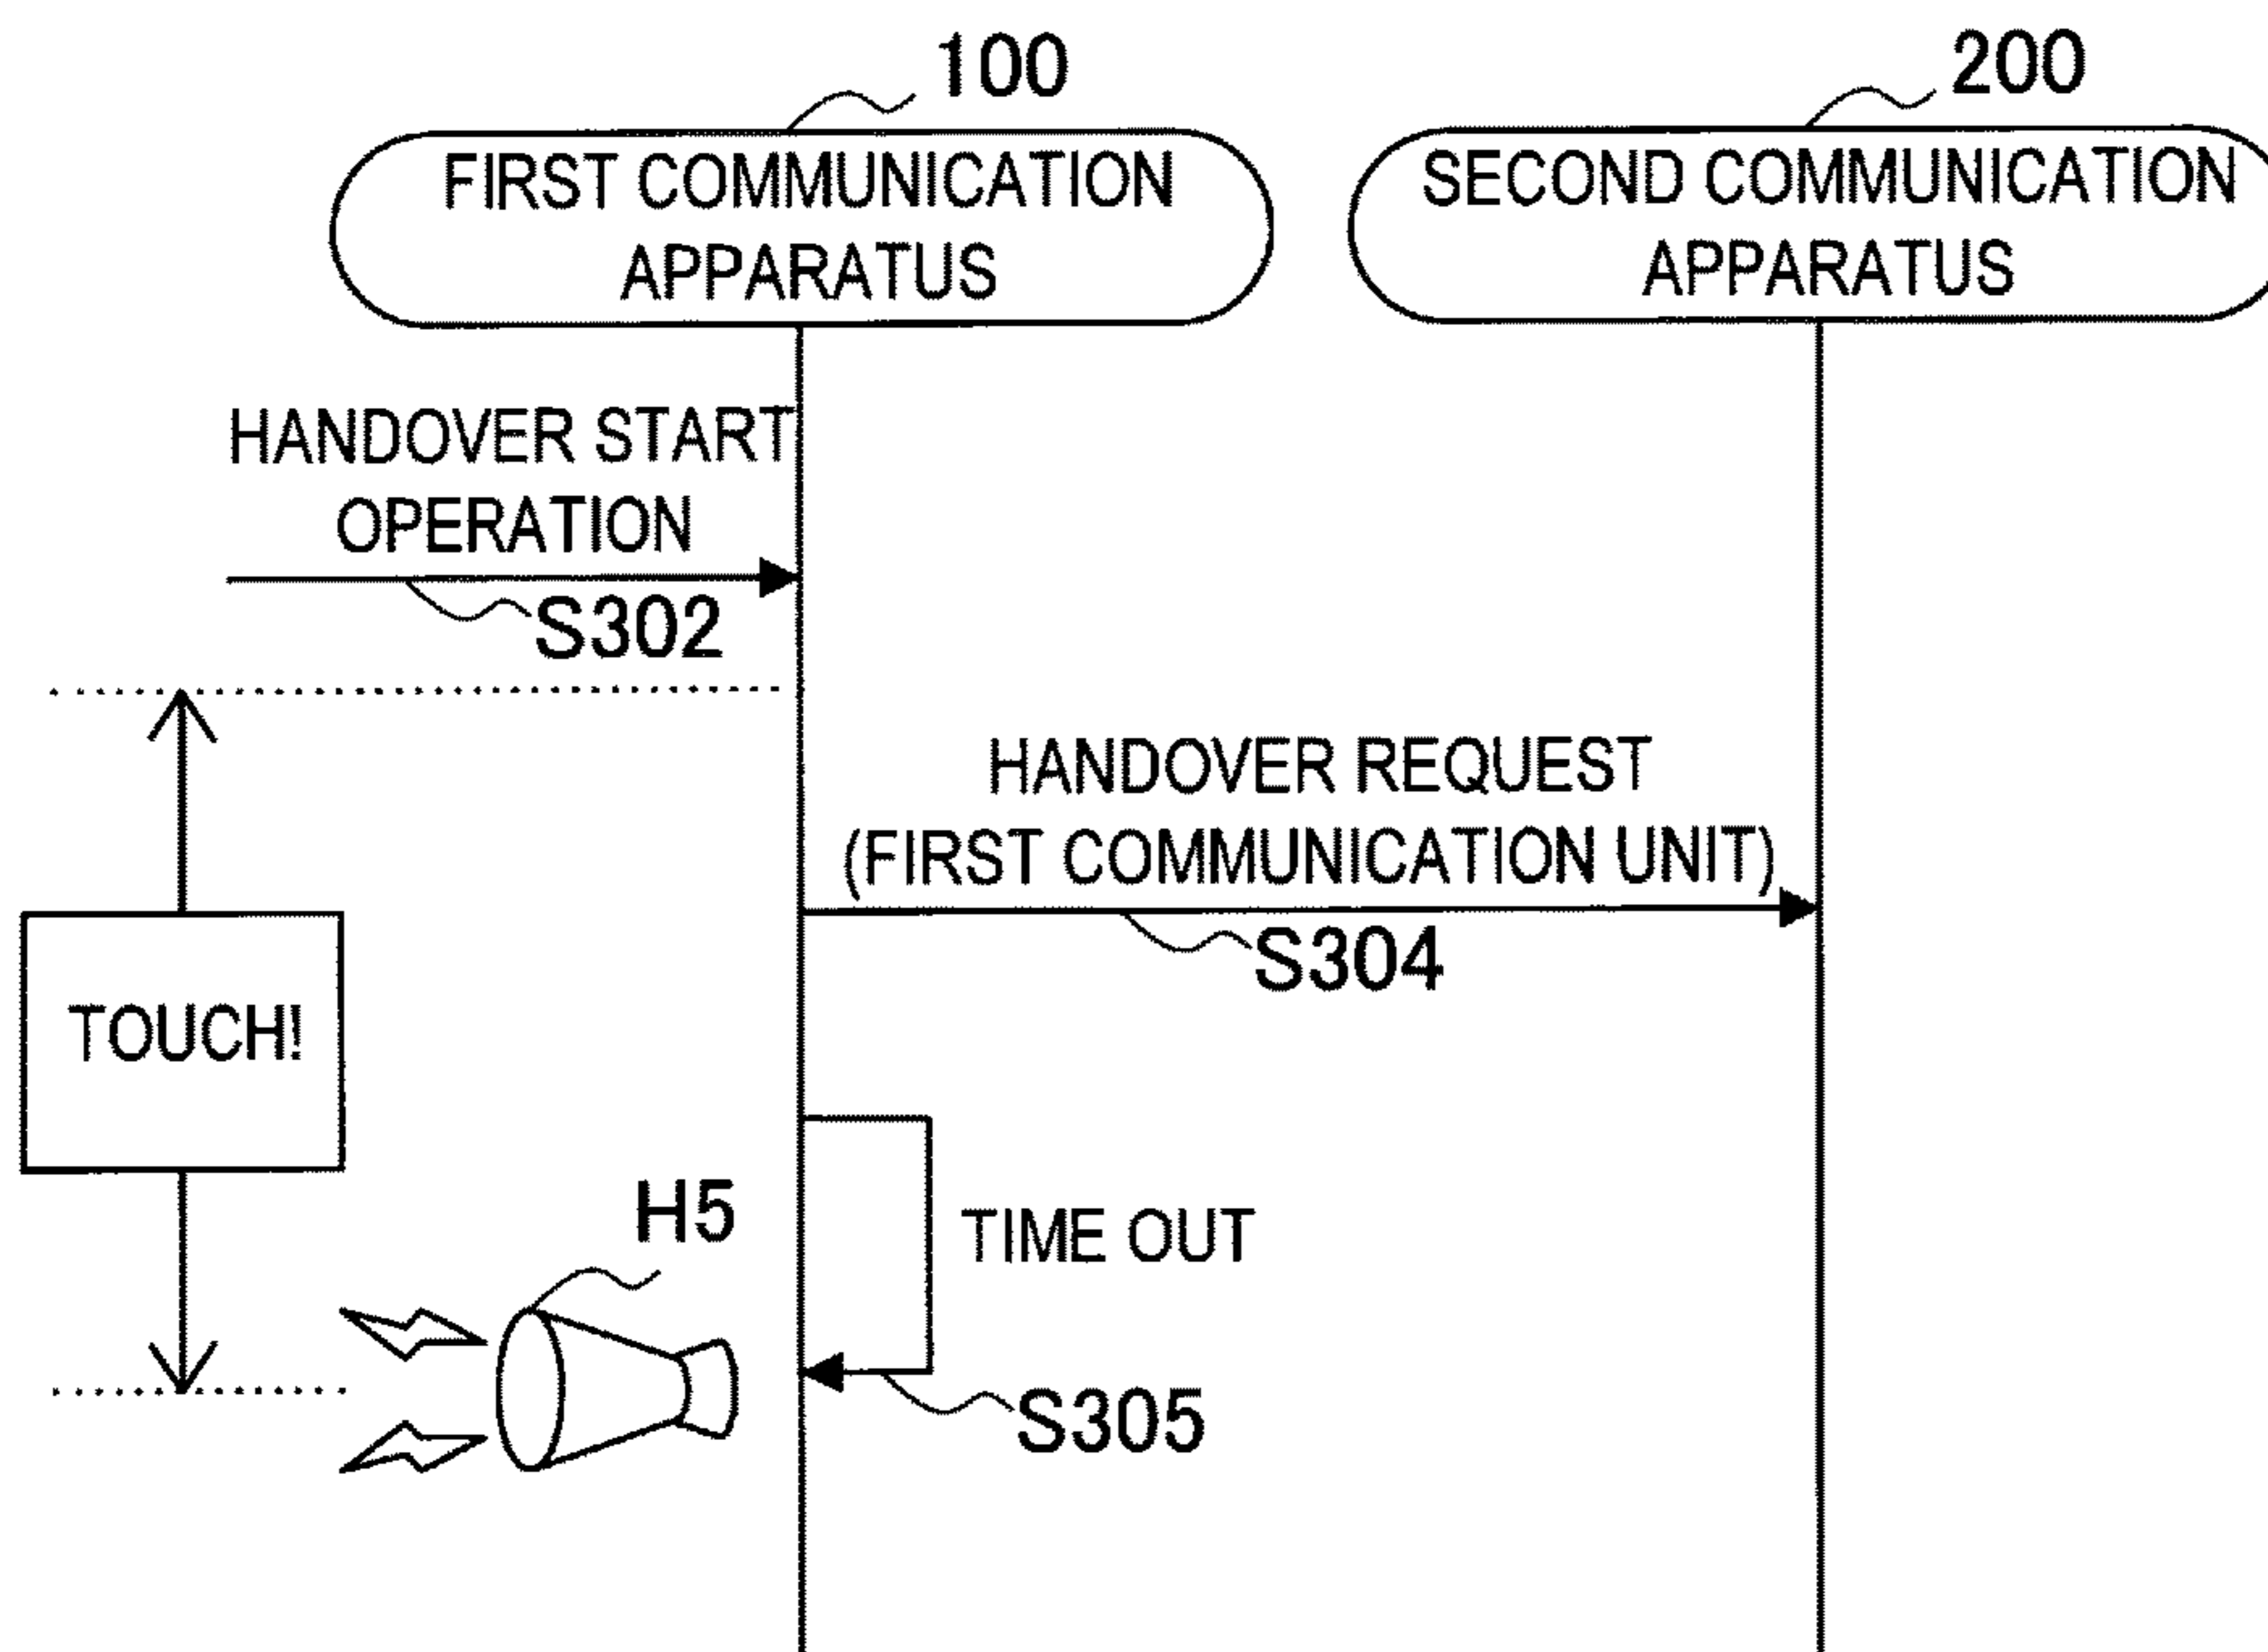 100
200
FIRST COMMUNICATION
APPARATUS
SECOND COMMUNICATION
APPARATUS
HANDOVER START
OPERATION
S302
HANDOVER REQUEST
(FIRST COMMUNICATION UNIT)
S304
TOUCH!
H5
TIME OUT
S305